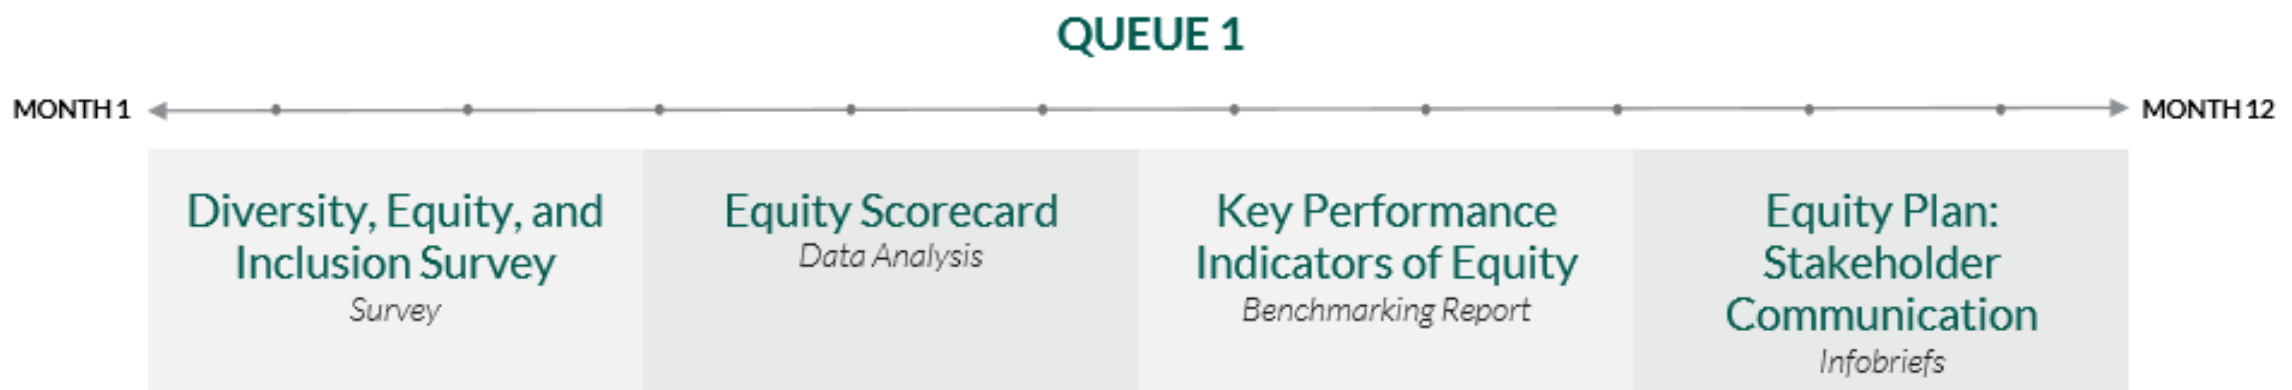 QUEUE 1
MONTH 1
MONTH 12
Diversity, Equity, and
Inclusion Survey
Survey
Equity Scorecard
Data Analysis
Key Performance
Indicators of Equity
Benchmarking Report
Equity Plan:
Stakeholder
Communication
Infobriefs